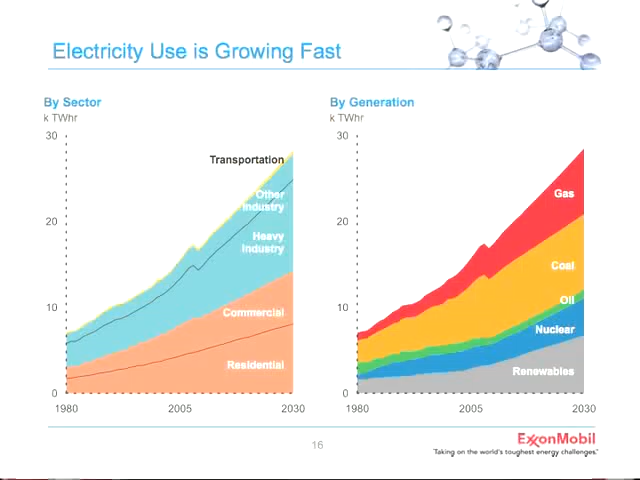 Electricity Use is Growing Fast
By Sector
k TWhr
30
20
10
0
1980
2005
2030
Transportation
Other
Industry
Heavy
Industry
Commercial
Residential
By Generation
k TWhr
30
20
10
0
1980
2005
2030
Gas
Coal
Oil
Nuclear
Renewables
16
ExxonMobil
Taking on the world's toughest energy challenges.™